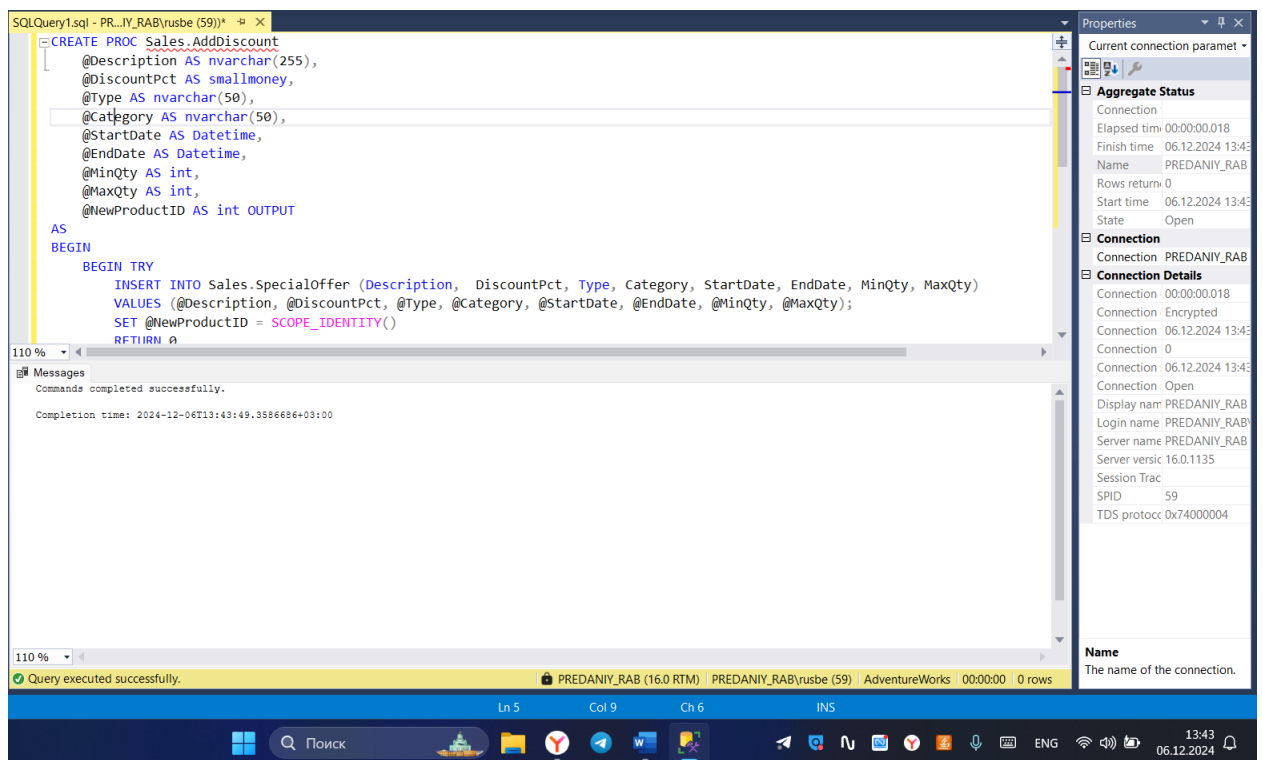 SQLQuery1.sql - PR...IY_RAB\rusbe (59))*
CREATE PROC Sales.AddDiscount
@Description AS nvarchar(255),
@DiscountPct AS smallmoney,
@Type AS nvarchar(50),
@Category AS nvarchar(50),
@StartDate AS Datetime,
@EndDate AS Datetime,
@MinQty AS int,
@MaxQty AS int,
@NewProductID AS int OUTPUT
AS
BEGIN
BEGIN TRY
INSERT INTO Sales.SpecialOffer (Description,  DiscountPct, Type, Category, StartDate, EndDate, MinQty, MaxQty)
VALUES (@Description, @DiscountPct, @Type, @Category, @StartDate, @EndDate, @MinQty, @MaxQty);
SET @NewProductID = SCOPE_IDENTITY()
RETURN 0
110 %
Messages
Commands completed successfully.
Completion time: 2024-12-06T13:43:49.3586686+03:00
110 %
Query executed successfully.
PREDANIY_RAB (16.0 RTM)
PREDANIY_RAB\rusbe (59)
AdventureWorks
00:00:00
0 rows
Properties
Current connection paramet
Aggregate Status
Connection
Elapsed tim 00:00:00.018
Finish time 06.12.2024 13:43
Name PREDANIY_RAB
Rows return 0
Start time 06.12.2024 13:43
State Open
Connection
Connection PREDANIY_RAB
Connection Details
Connection 00:00:00.018
Connection Encrypted
Connection 06.12.2024 13:43
Connection 0
Connection 06.12.2024 13:43
Connection Open
Display nam PREDANIY_RAB
Login name PREDANIY_RAB\
Server name PREDANIY_RAB
Server versic 16.0.1135
Session Trac
SPID 59
TDS protocc 0x74000004
Name
The name of the connection.
Ln 5
Col 9
Ch 6
INS
Поиск
ENG
13:43
06.12.2024